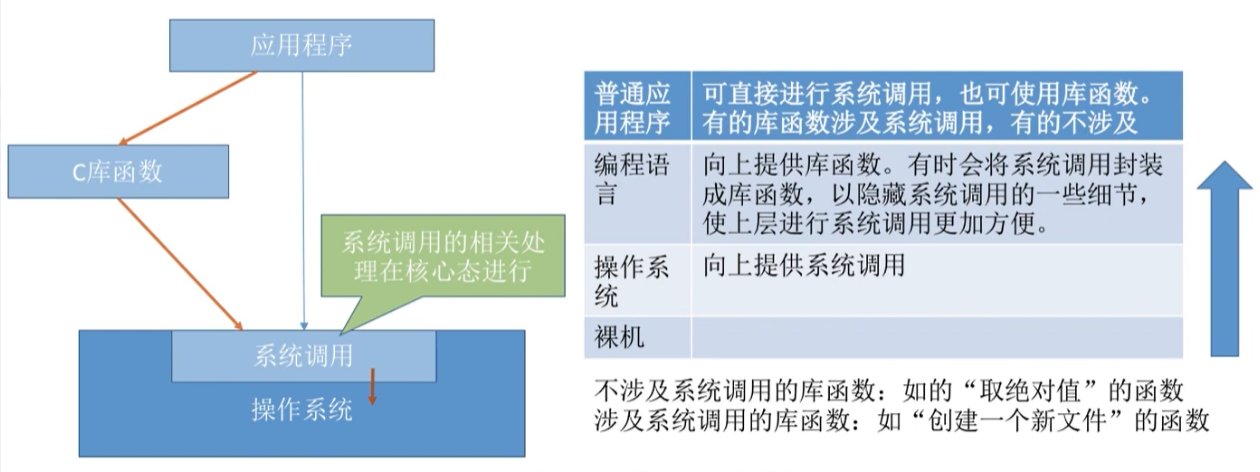 应用程序
C库函数
系统调用的相关处
理在核心态进行
系统调用
操作系统
普通应
用程序
可直接进行系统调用，也可使用库函数。
有的库函数涉及系统调用，有的不涉及
编程语
言
向上提供库函数。有时会将系统调用封装
成库函数，以隐藏系统调用的一些细节，
使上层进行系统调用更加方便。
操作系
统
向上提供系统调用
裸机
不涉及系统调用的库函数：如的“取绝对值”的函数
涉及系统调用的库函数：如“创建一个新文件”的函数